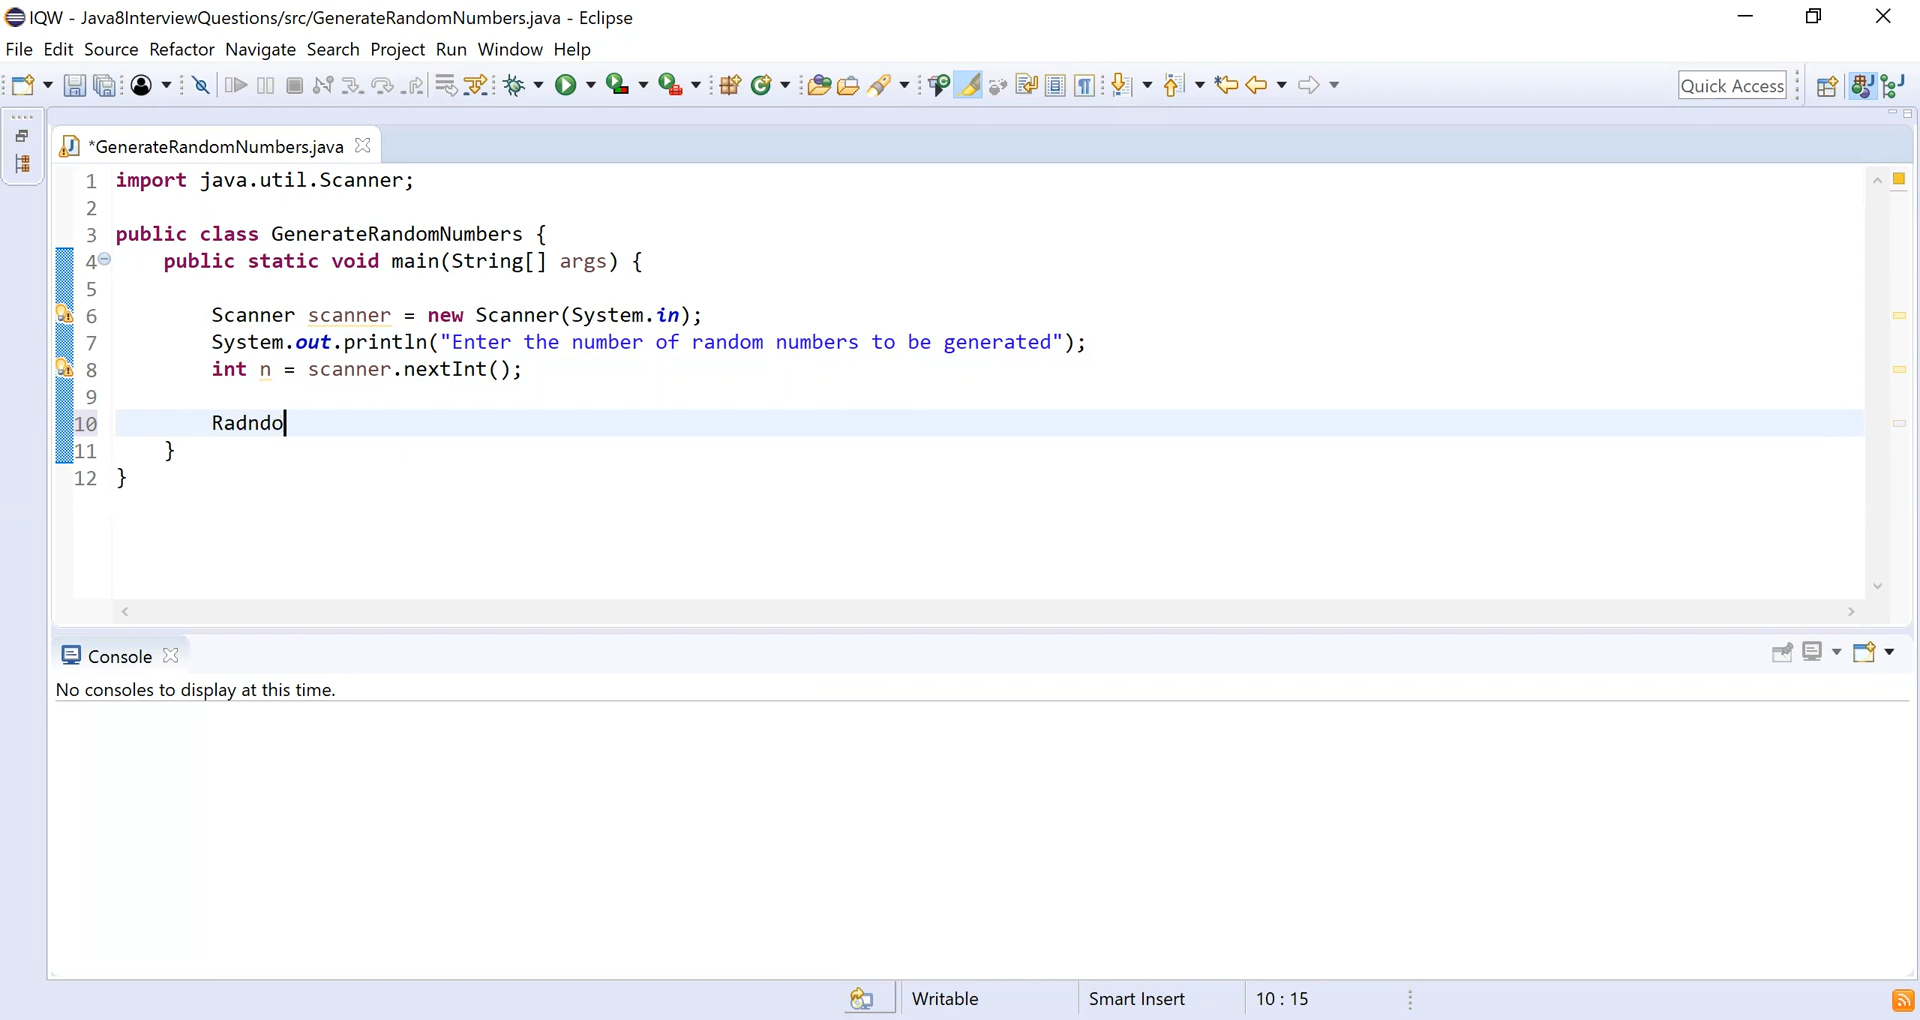 IQW - Java8InterviewQuestions/src/GenerateRandomNumbers.java - Eclipse
File Edit Source Refactor Navigate Search Project Run Window Help
Quick Access
*GenerateRandomNumbers.java
1 import java.util.Scanner;
2
3 public class GenerateRandomNumbers {
4 public static void main(String[] args) {
5
6 Scanner scanner = new Scanner(System.in);
7 System.out.println("Enter the number of random numbers to be generated");
8 int n = scanner.nextInt();
9
10 Radndo
11 }
12 }
Console
No consoles to display at this time.
Writable Smart Insert 10 : 15